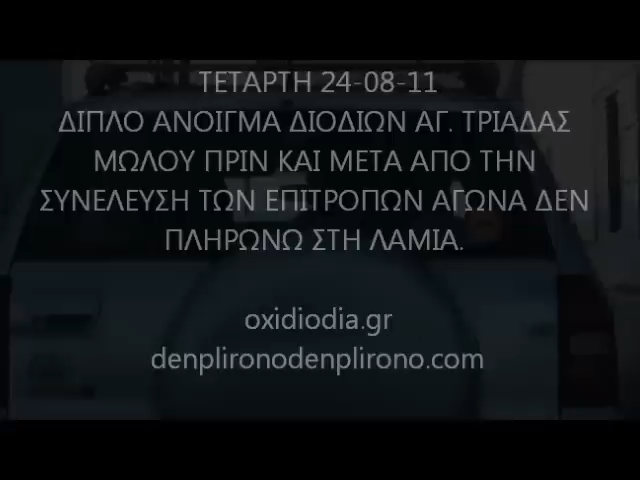 ΤΕΤΑΡΤΗ 24-08-11
ΔΙΠΛΟ ΑΝΟΙΓΜΑ ΔΙΟΔΙΩΝ ΑΓ. ΤΡΙΑΔΑΣ
ΜΩΛΟΥ ΠΡΙΝ ΚΑΙ ΜΕΤΑ ΑΠΟ ΤΗΝ
ΣΥΝΕΛΕΥΣΗ ΤΩΝ ΕΠΙΤΡΟΠΩΝ ΑΓΩΝΑ ΔΕΝ
ΠΛΗΡΩΝΩ ΣΤΗ ΛΑΜΙΑ.
oxidiodia.gr
denplironodenplirono.com